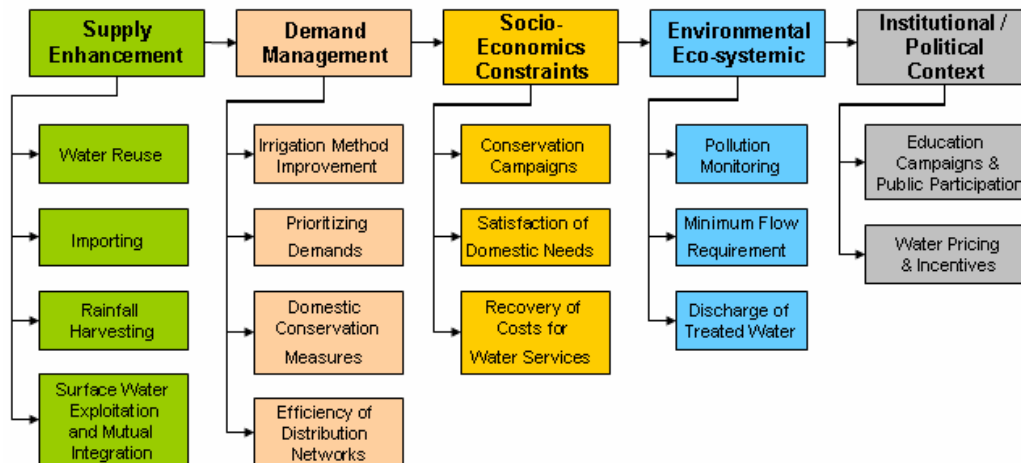 Supply
Enhancement
Demand
Management
Socio-
Economics
Constraints
Environmental
Eco-systemic
Institutional /
Political
Context
Water Reuse
Importing
Rainfall
Harvesting
Surface Water
Exploitation
and Mutual
Integration
Irrigation Method
Improvement
Prioritizing
Demands
Domestic
Conservation
Measures
Efficiency of
Distribution
Networks
Conservation
Campaigns
Satisfaction of
Domestic Needs
Recovery of
Costs for
Water Services
Pollution
Monitoring
Minimum Flow
Requirement
Discharge of
Treated Water
Education
Campaigns &
Public Participation
Water Pricing
& Incentives